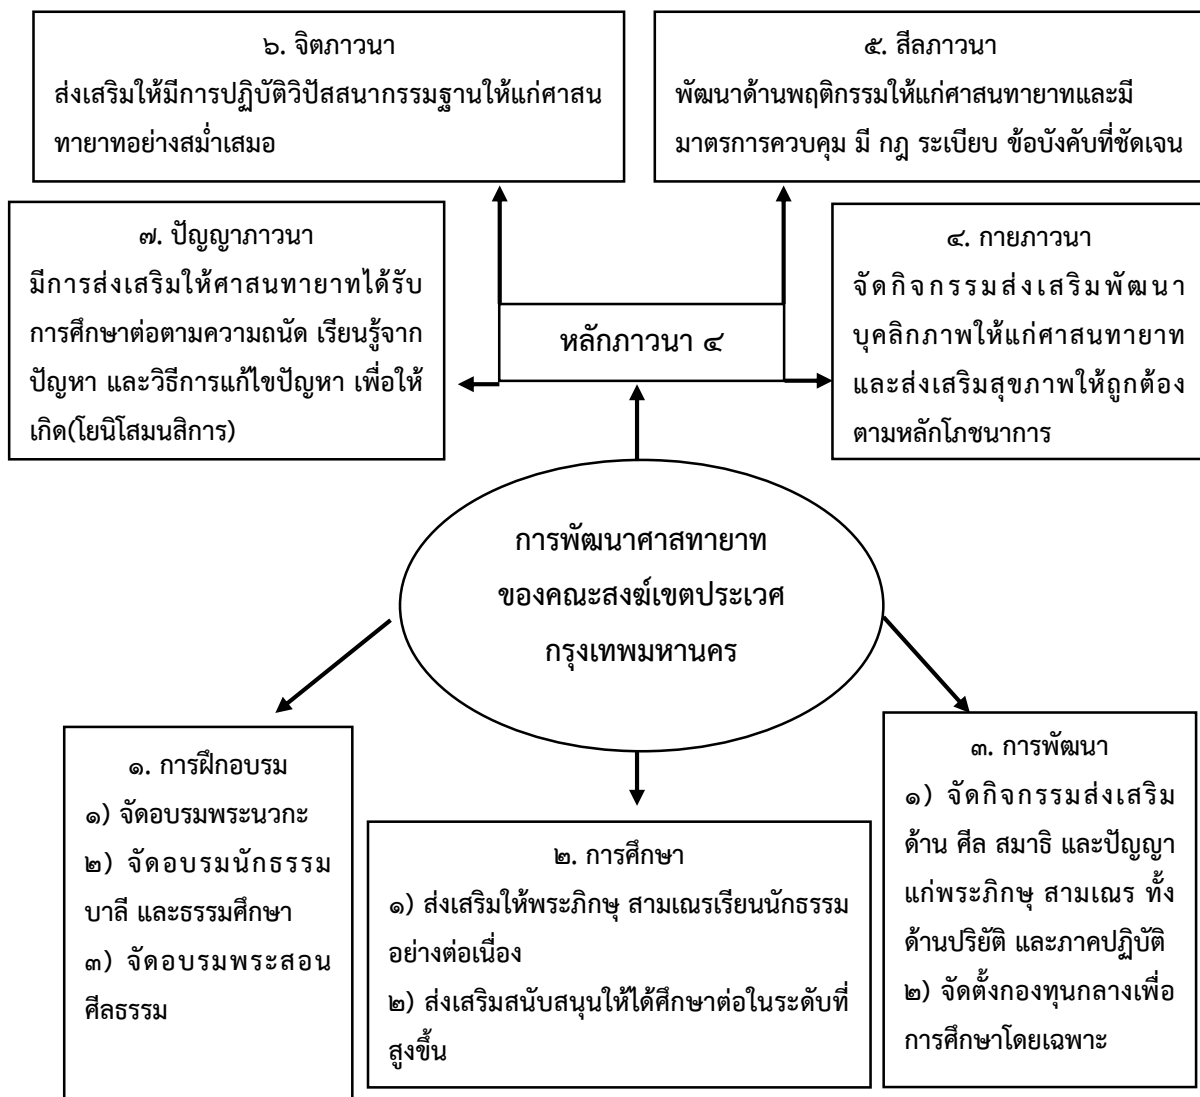 ๖. จิตภาวนา
ส่งเสริมให้มีการปฏิบัติวิปัสสนากรรมฐานให้แก่ศาสน
ทายาทอย่างสม่ำเสมอ
๕. สีลภาวนา
พัฒนาด้านพฤติกรรมให้แก่ศาสนทายาทและมี
มาตรการควบคุม มี กฎ ระเบียบ ข้อบังคับที่ชัดเจน
๗. ปัญญาภาวนา
มีการส่งเสริมให้ศาสนทายาทได้รับ
การศึกษาต่อตามความถนัด เรียนรู้จาก
ปัญหา และวิธีการแก้ไขปัญหา เพื่อให้
เกิด(โยนิโสมนสิการ)
หลักภาวนา ๔
๔. กายภาวนา
จัดกิจกรรมส่งเสริมพัฒนา
บุคลิกภาพให้แก่ศาสนทายาท
และส่งเสริมสุขภาพให้ถูกต้อง
ตามหลักโภชนาการ
การพัฒนาศาสทายาท
ของคณะสงฆ์เขตประเวศ
กรุงเทพมหานคร
๑. การฝึกอบรม
๑) จัดอบรมพระนวกะ
๒) จัดอบรมนักธรรม
บาลี และธรรมศึกษา
๓) จัดอบรมพระสอน
ศีลธรรม
๒. การศึกษา
๑) ส่งเสริมให้พระภิกษุ สามเณรเรียนนักธรรม
อย่างต่อเนื่อง
๒) ส่งเสริมสนับสนุนให้ได้ศึกษาต่อในระดับที่
สูงขึ้น
๓. การพัฒนา
๑) จัดกิจกรรมส่งเสริม
ด้าน ศีล สมาธิ และปัญญา
แก่พระภิกษุ สามเณร ทั้ง
ด้านปริยัติ และภาคปฏิบัติ
๒) จัดตั้งกองทุนกลางเพื่อ
การศึกษาโดยเฉพาะ